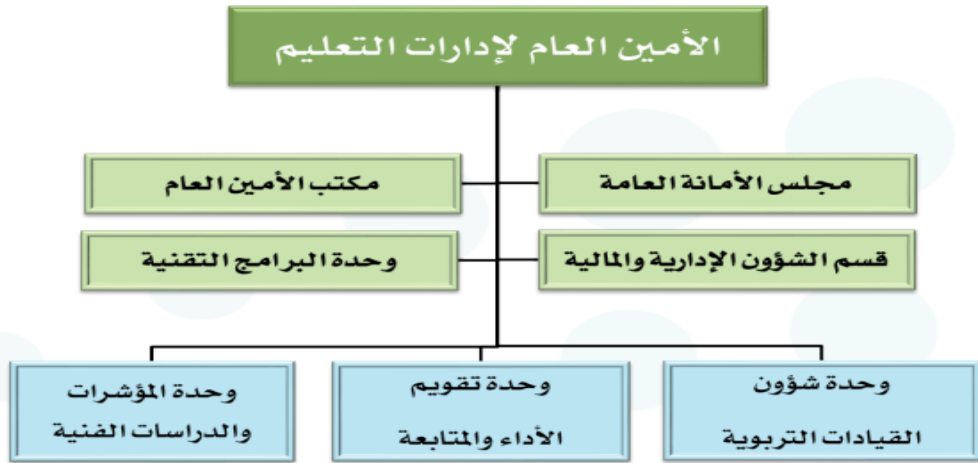 الأمين العام لإدارات التعليم
مجلس الأمانة العامة
مكتب الأمين العام
قسم الشؤون الإدارية والمالية
وحدة البرامج التقنية
وحدة شؤون
القيادات التربوية
وحدة تقويم
الأداء والمتابعة
وحدة المؤشرات
والدراسات الفنية